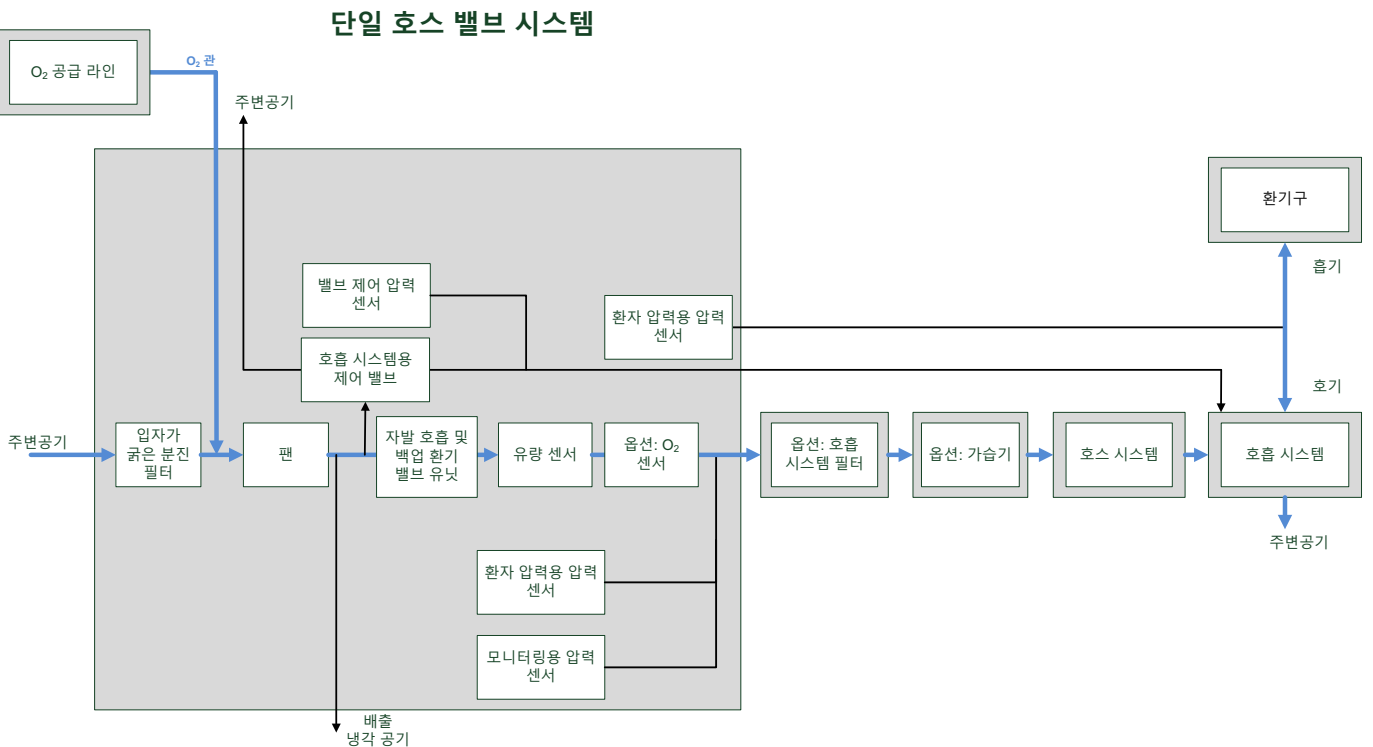 단일 호스 밸브 시스템
O₂ 공급 라인
O₂ 관
주변공기
환기구
흡기
밸브 제어 압력
센서
환자 압력용 압력
센서
호흡 시스템용
제어 밸브
호기
주변공기
입자가
굵은 분진
필터
팬
자발 호흡 및
백업 환기
밸브 유닛
유량 센서
옵션: O₂
센서
옵션: 호흡
시스템 필터
옵션: 가습기
호스 시스템
호흡 시스템
주변공기
환자 압력용 압력
센서
모니터링용 압력
센서
배출
냉각 공기